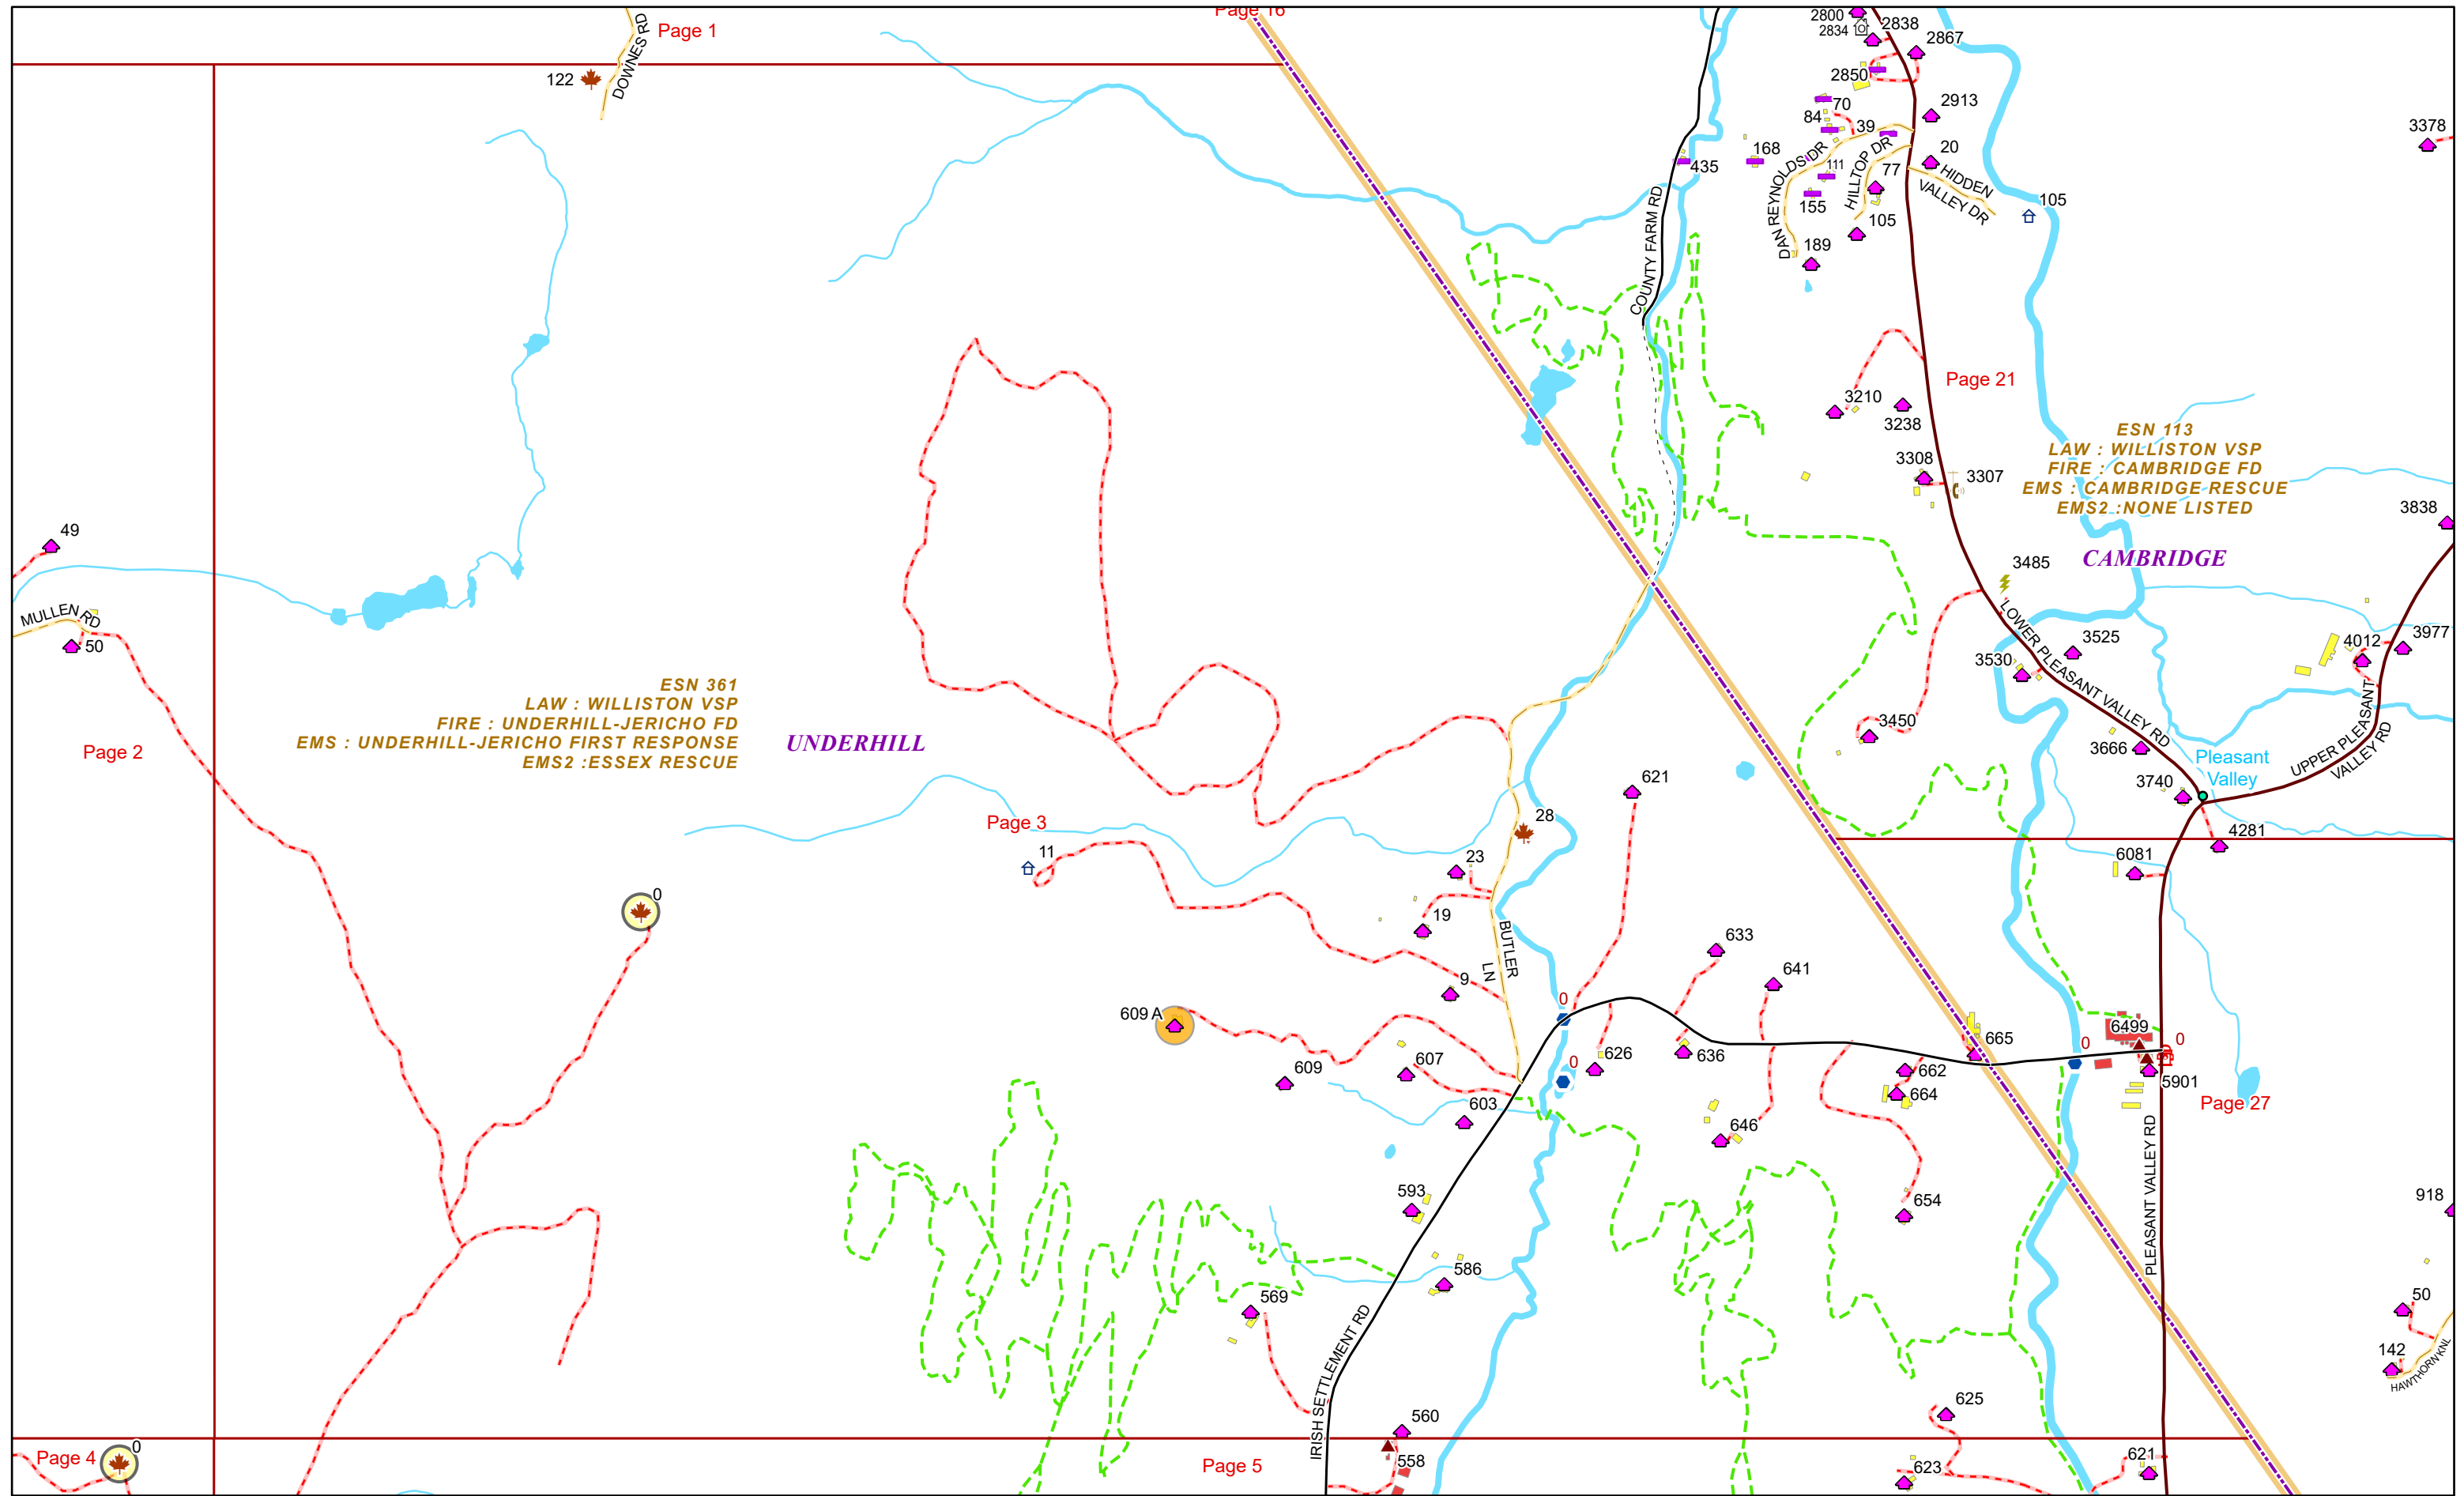 Page 16
Page 1
DOWNES RD
122
2800
2834
2838
2867
2850
70
84
39
2913
3378
435
168
111
155
DAN REYNOLDS DR
HILLTOP DR
77
20
HIDDEN
VALLEY DR
105
105
189
COUNTY FARM RD
3210
3238
Page 21
3308
3307
ESN 113
LAW : WILLISTON VSP
FIRE : CAMBRIDGE FD
EMS : CAMBRIDGE RESCUE
EMS2 :NONE LISTED
CAMBRIDGE
3838
49
MULLEN RD
50
3485
LOWER PLEASANT VALLEY RD
3525
3530
4012
3977
UPPER PLEASANT
VALLEY RD
3450
3666
3740
Pleasant
Valley
4281
6081
ESN 361
LAW : WILLISTON VSP
FIRE : UNDERHILL-JERICHO FD
EMS : UNDERHILL-JERICHO FIRST RESPONSE
EMS2 :ESSEX RESCUE
UNDERHILL
Page 2
Page 3
11
28
621
23
19
BUTLER
LN
9
0
633
641
0
609 A
609
607
603
0
0
626
636
665
662
664
646
654
0
6499
0
5901
Page 27
PLEASANT VALLEY RD
918
593
586
569
IRISH SETTLEMENT RD
50
142
HAWTHORN KNL
560
558
625
623
621
Page 4
0
Page 5